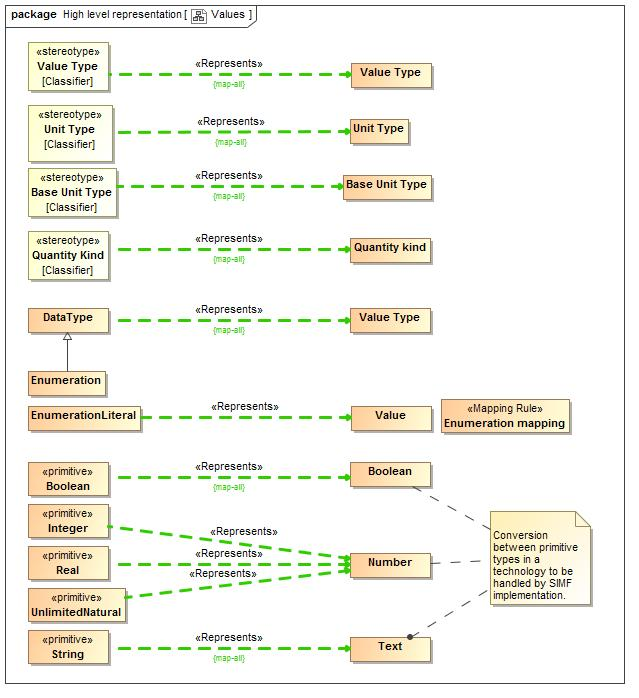 package High level representation [ Values ]
«stereotype»
Value Type
[Classifier]
«Represents»
{map-all}
Value Type
«stereotype»
Unit Type
[Classifier]
«Represents»
{map-all}
Unit Type
«stereotype»
Base Unit Type
[Classifier]
«Represents»
{map-all}
Base Unit Type
«stereotype»
Quantity Kind
[Classifier]
«Represents»
{map-all}
Quantity kind
DataType
«Represents»
{map-all}
Value Type
Enumeration
EnumerationLiteral
«Represents»
Value
«Mapping Rule»
Enumeration mapping
«primitive»
Boolean
«Represents»
{map-all}
Boolean
«primitive»
Integer
«Represents»
«primitive»
Real
«Represents»
Number
«primitive»
UnlimitedNatural
«Represents»
Conversion
between primitive
types in a
technology to be
handled by SIMF
implementation.
«primitive»
String
«Represents»
{map-all}
Text